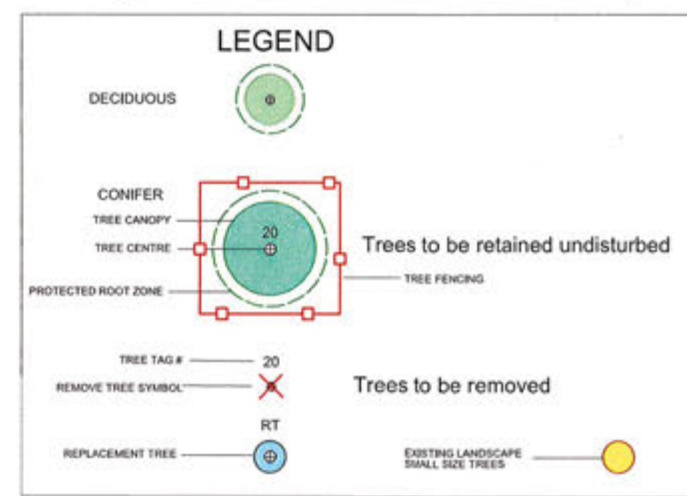 LEGEND
DECIDUOUS
CONIFER
TREE CANOPY
20
TREE CENTRE
Trees to be retained undisturbed
TREE FENCING
PROTECTED ROOT ZONE
TREE TAG #
20
REMOVE TREE SYMBOL
Trees to be removed
RT
REPLACEMENT TREE
EXISTING LANDSCAPE
SMALL SIZE TREES